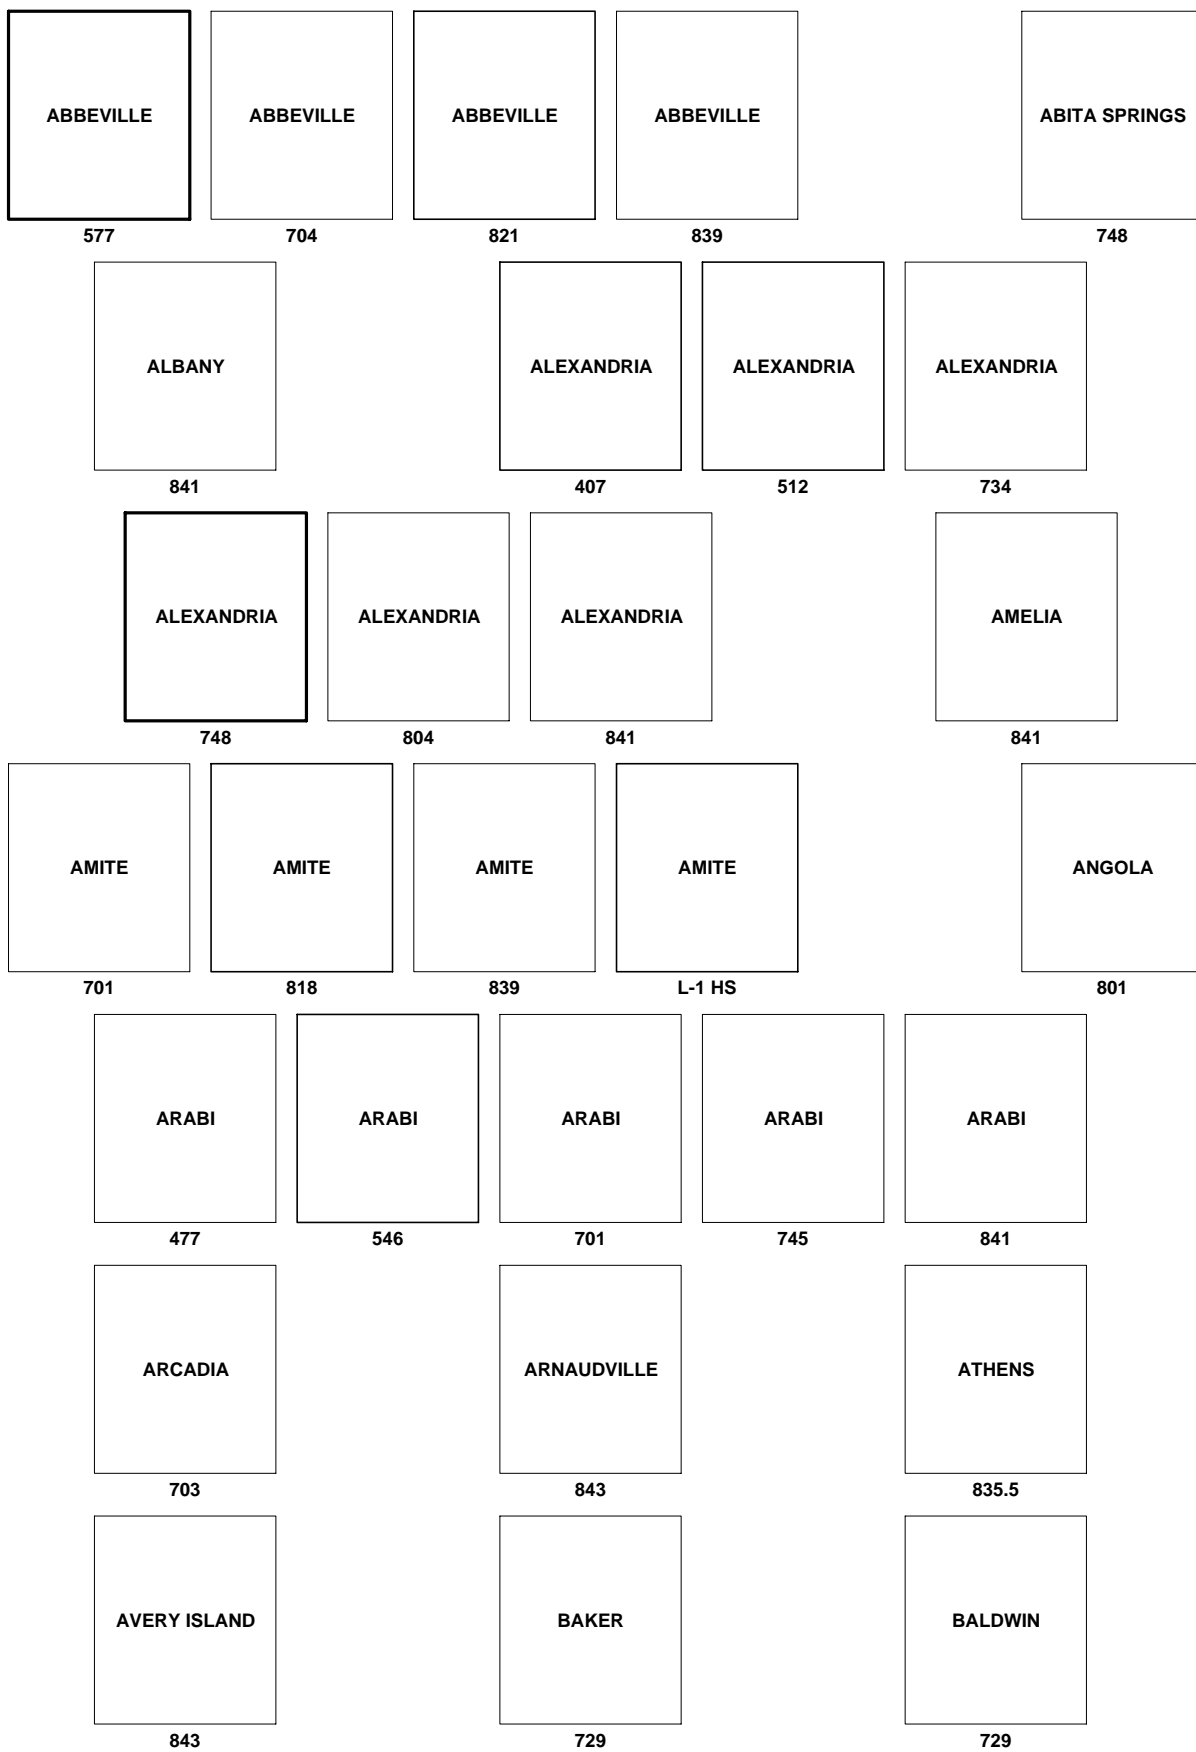 ABBEVILLE ABBEVILLE ABBEVILLE ABBEVILLE ABITA SPRINGS
577 704 821 839 748
ALBANY ALEXANDRIA ALEXANDRIA ALEXANDRIA
841 407 512 734
ALEXANDRIA ALEXANDRIA ALEXANDRIA AMELIA
748 804 841 841
AMITE AMITE AMITE AMITE ANGOLA
701 818 839 L-1 HS 801
ARABI ARABI ARABI ARABI ARABI
477 546 701 745 841
ARCADIA ARNAUDVILLE ATHENS
703 843 835.5
AVERY ISLAND BAKER BALDWIN
843 729 729